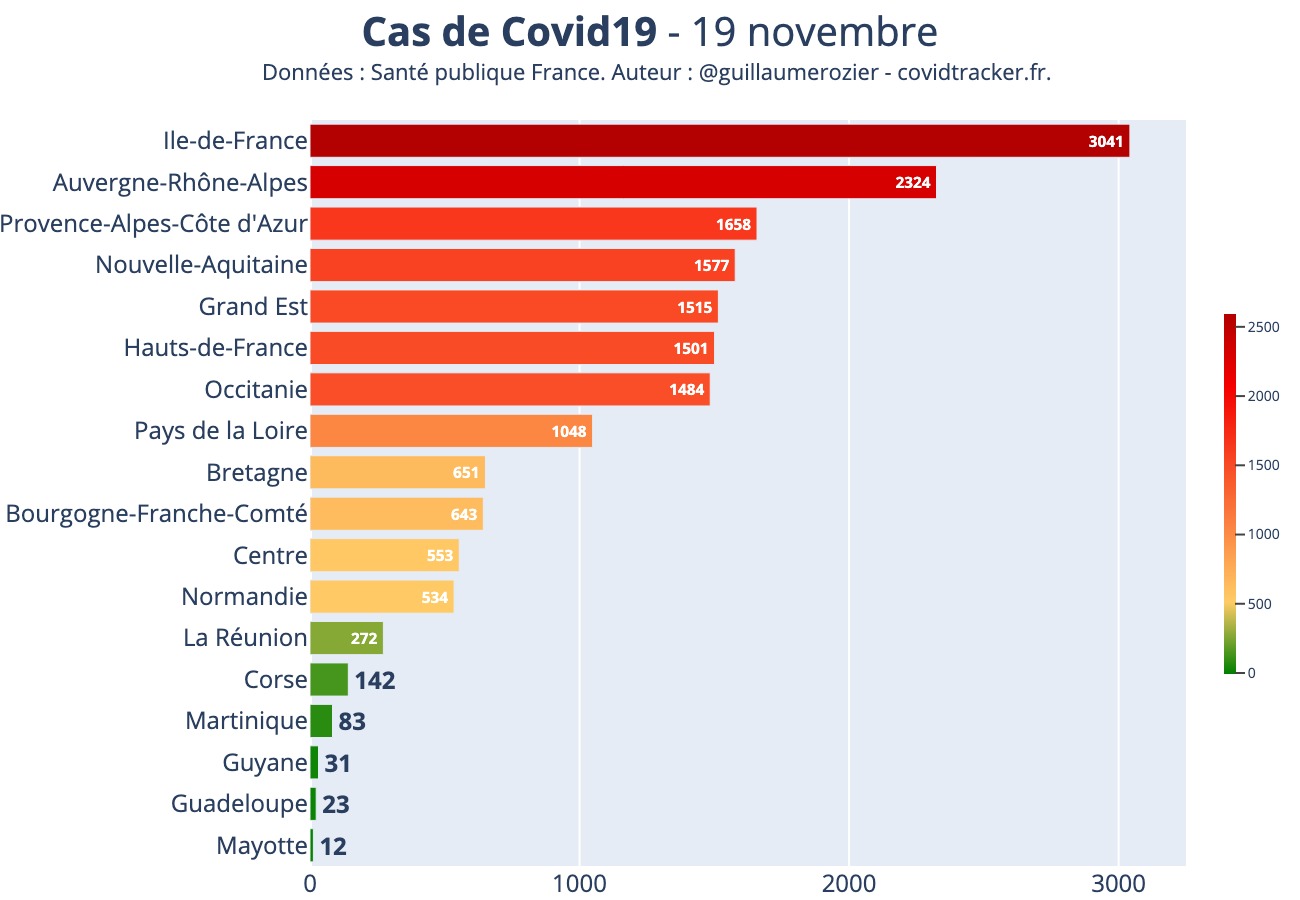 Cas de Covid19 - 19 novembre
Données : Santé publique France. Auteur : @guillaumerozier - covidtracker.fr.
Ile-de-France 3041
Auvergne-Rhône-Alpes 2324
Provence-Alpes-Côte d'Azur 1658
Nouvelle-Aquitaine 1577
Grand Est 1515
Hauts-de-France 1501
Occitanie 1484
Pays de la Loire 1048
Bretagne 651
Bourgogne-Franche-Comté 643
Centre 553
Normandie 534
La Réunion 272
Corse 142
Martinique 83
Guyane 31
Guadeloupe 23
Mayotte 12
0 1000 2000 3000
2500
2000
1500
1000
500
0